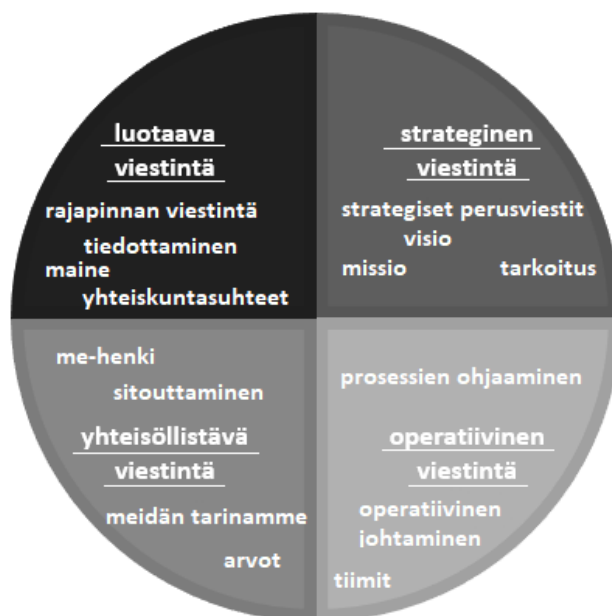 luotaava
viestintä
rajapinnan viestintä
tiedottaminen
maine
yhteiskuntasuhteet
strateginen
viestintä
strategiset perusviestit
visio
missio tarkoitus
me-henki
sitouttaminen
yhteisöllistävä
viestintä
meidän tarinamme
arvot
prosessien ohjaaminen
operatiivinen
viestintä
operatiivinen
johtaminen
tiimit